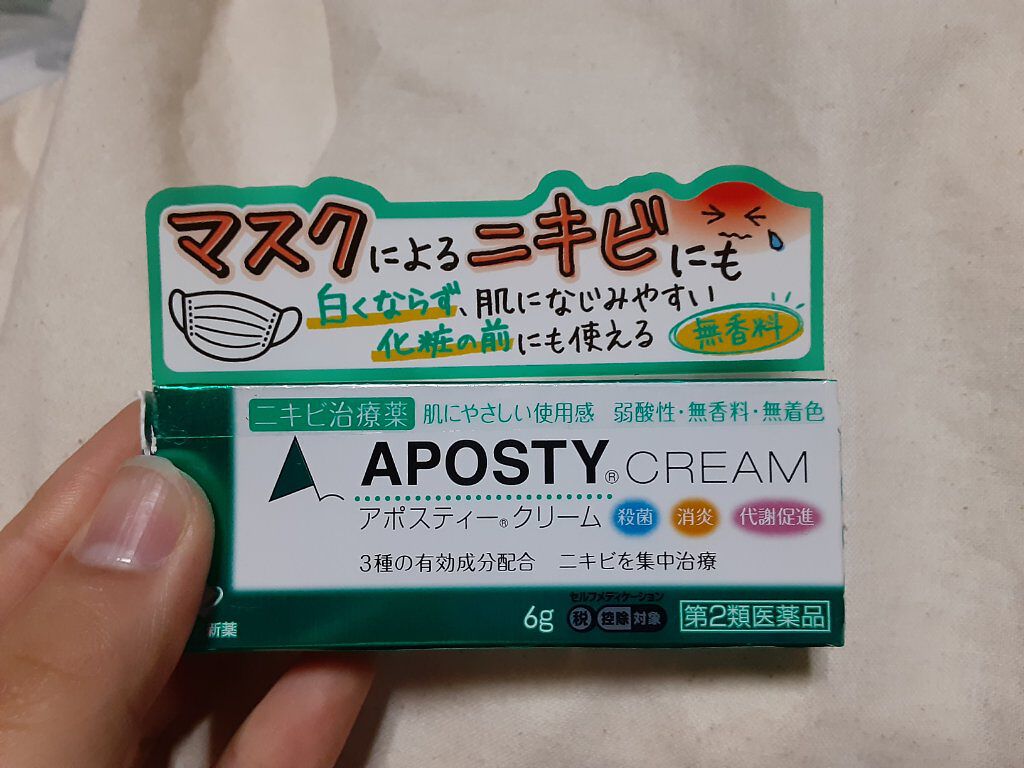 マスクによるニキビにも
白くならず、肌になじみやすい
化粧の前にも使える 無香料
ニキビ治療薬 肌にやさしい使用感 弱酸性・無香料・無着色
APOSTY® CREAM
アポスティー®クリーム 殺菌 消炎 代謝促進
3種の有効成分配合 ニキビを集中治療
セルフメディケーション
6g 税 控除 対象 第2類医薬品
新薬